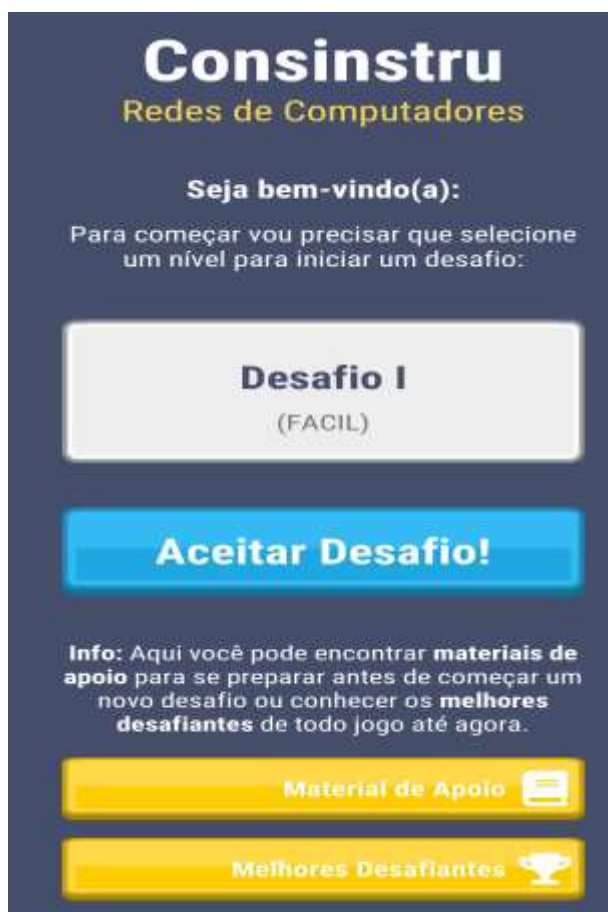 Consinstru
Redes de Computadores
Seja bem-vindo(a):
Para começar vou precisar que selecione
um nível para iniciar um desafio:
Desafio I
(FACIL)
Aceitar Desafio!
Info: Aqui você pode encontrar materiais de
apoio para se preparar antes de começar um
novo desafio ou conhecer os melhores
desafiantes de todo jogo até agora.
Material de Apoio
Melhores Desafiantes